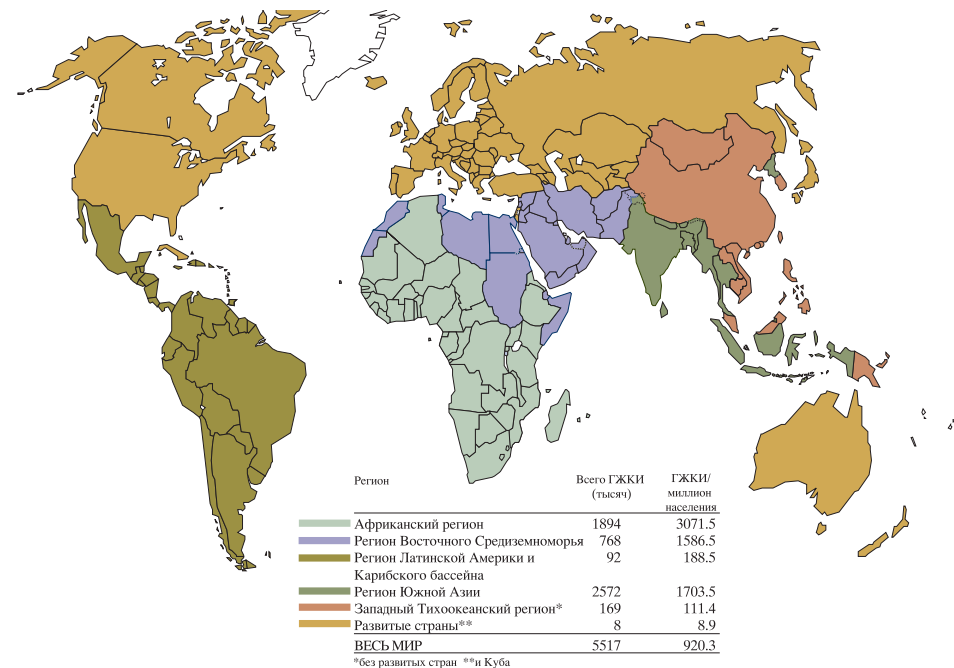 Регион Всего ГЖКИ (тысяч) ГЖКИ/ миллион населения
Африканский регион 1894 3071.5
Регион Восточного Средиземноморья 768 1586.5
Регион Латинской Америки и 92 188.5
Карибского бассейна
Регион Южной Азии 2572 1703.5
Западный Тихоокеанский регион* 169 111.4
Развитые страны** 8 8.9
ВЕСЬ МИР 5517 920.3
*без развитых стран **и Куба